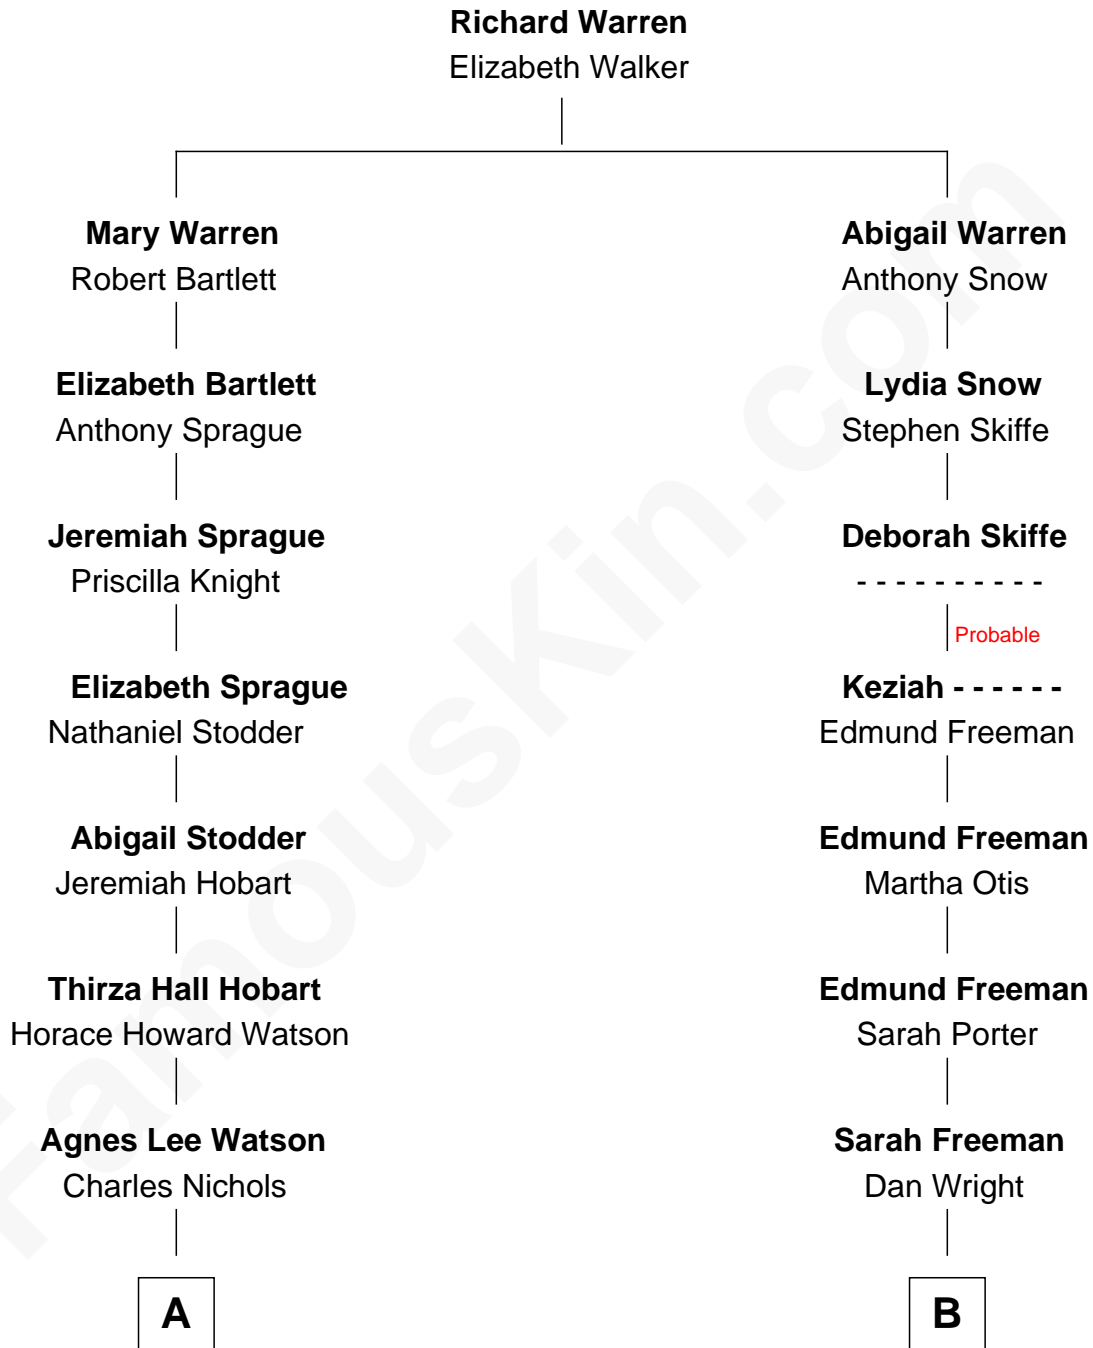 Richard Warren
Elizabeth Walker
Mary Warren
Robert Bartlett
Abigail Warren
Anthony Snow
Elizabeth Bartlett
Anthony Sprague
Lydia Snow
Stephen Skiffe
Jeremiah Sprague
Priscilla Knight
Deborah Skiffe
- - - - - - - - - -
Probable
Elizabeth Sprague
Nathaniel Stodder
Keziah - - - - - -
Edmund Freeman
Abigail Stodder
Jeremiah Hobart
Edmund Freeman
Martha Otis
Thirza Hall Hobart
Horace Howard Watson
Edmund Freeman
Sarah Porter
Agnes Lee Watson
Charles Nichols
Sarah Freeman
Dan Wright
A
B
FamousKin.com